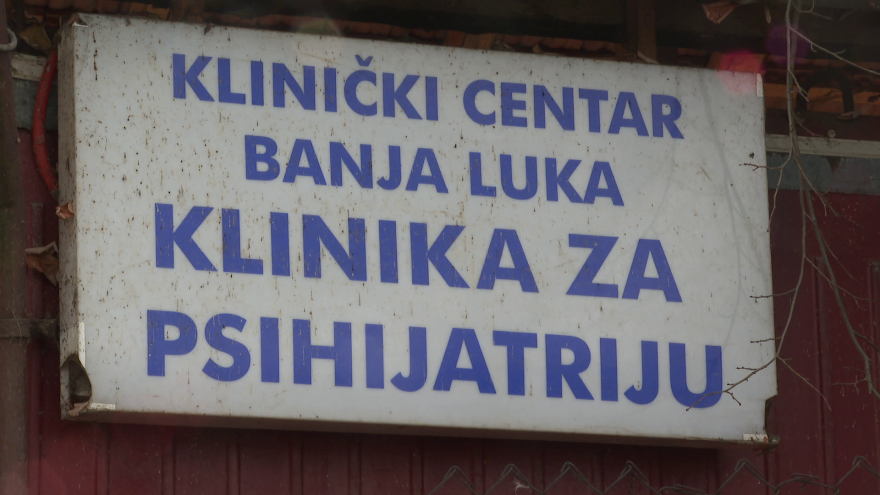 KLINIČKI CENTAR
BANJA LUKA
KLINIKA ZA
PSIHIJATRIJU